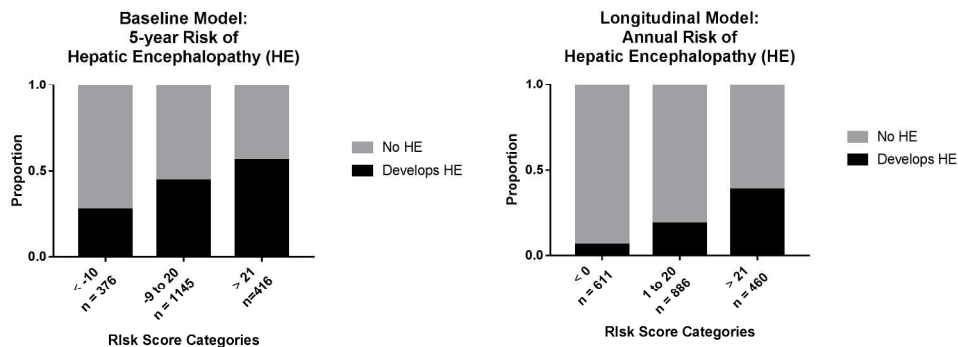 Baseline Model:
5-year Risk of
Hepatic Encephalopathy (HE)
1.0
0.5
0.0
Proportion
No HE
Develops HE
< -10
n = 376
-9 to 20
n = 1145
> 21
n=416
RIsk Score Categories
Longitudinal Model:
Annual Risk of
Hepatic Encephalopathy (HE)
1.0
0.5
0.0
Proportion
No HE
Develops HE
< 0
n = 611
1 to 20
n = 886
> 21
n = 460
RIsk Score Categories